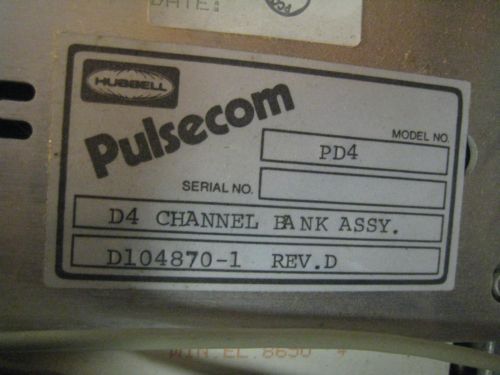 DATE:
HUBBELL
Pulsecom
MODEL NO.
PD4
SERIAL NO.
D4 CHANNEL BANK ASSY.
D104870-1 REV.D